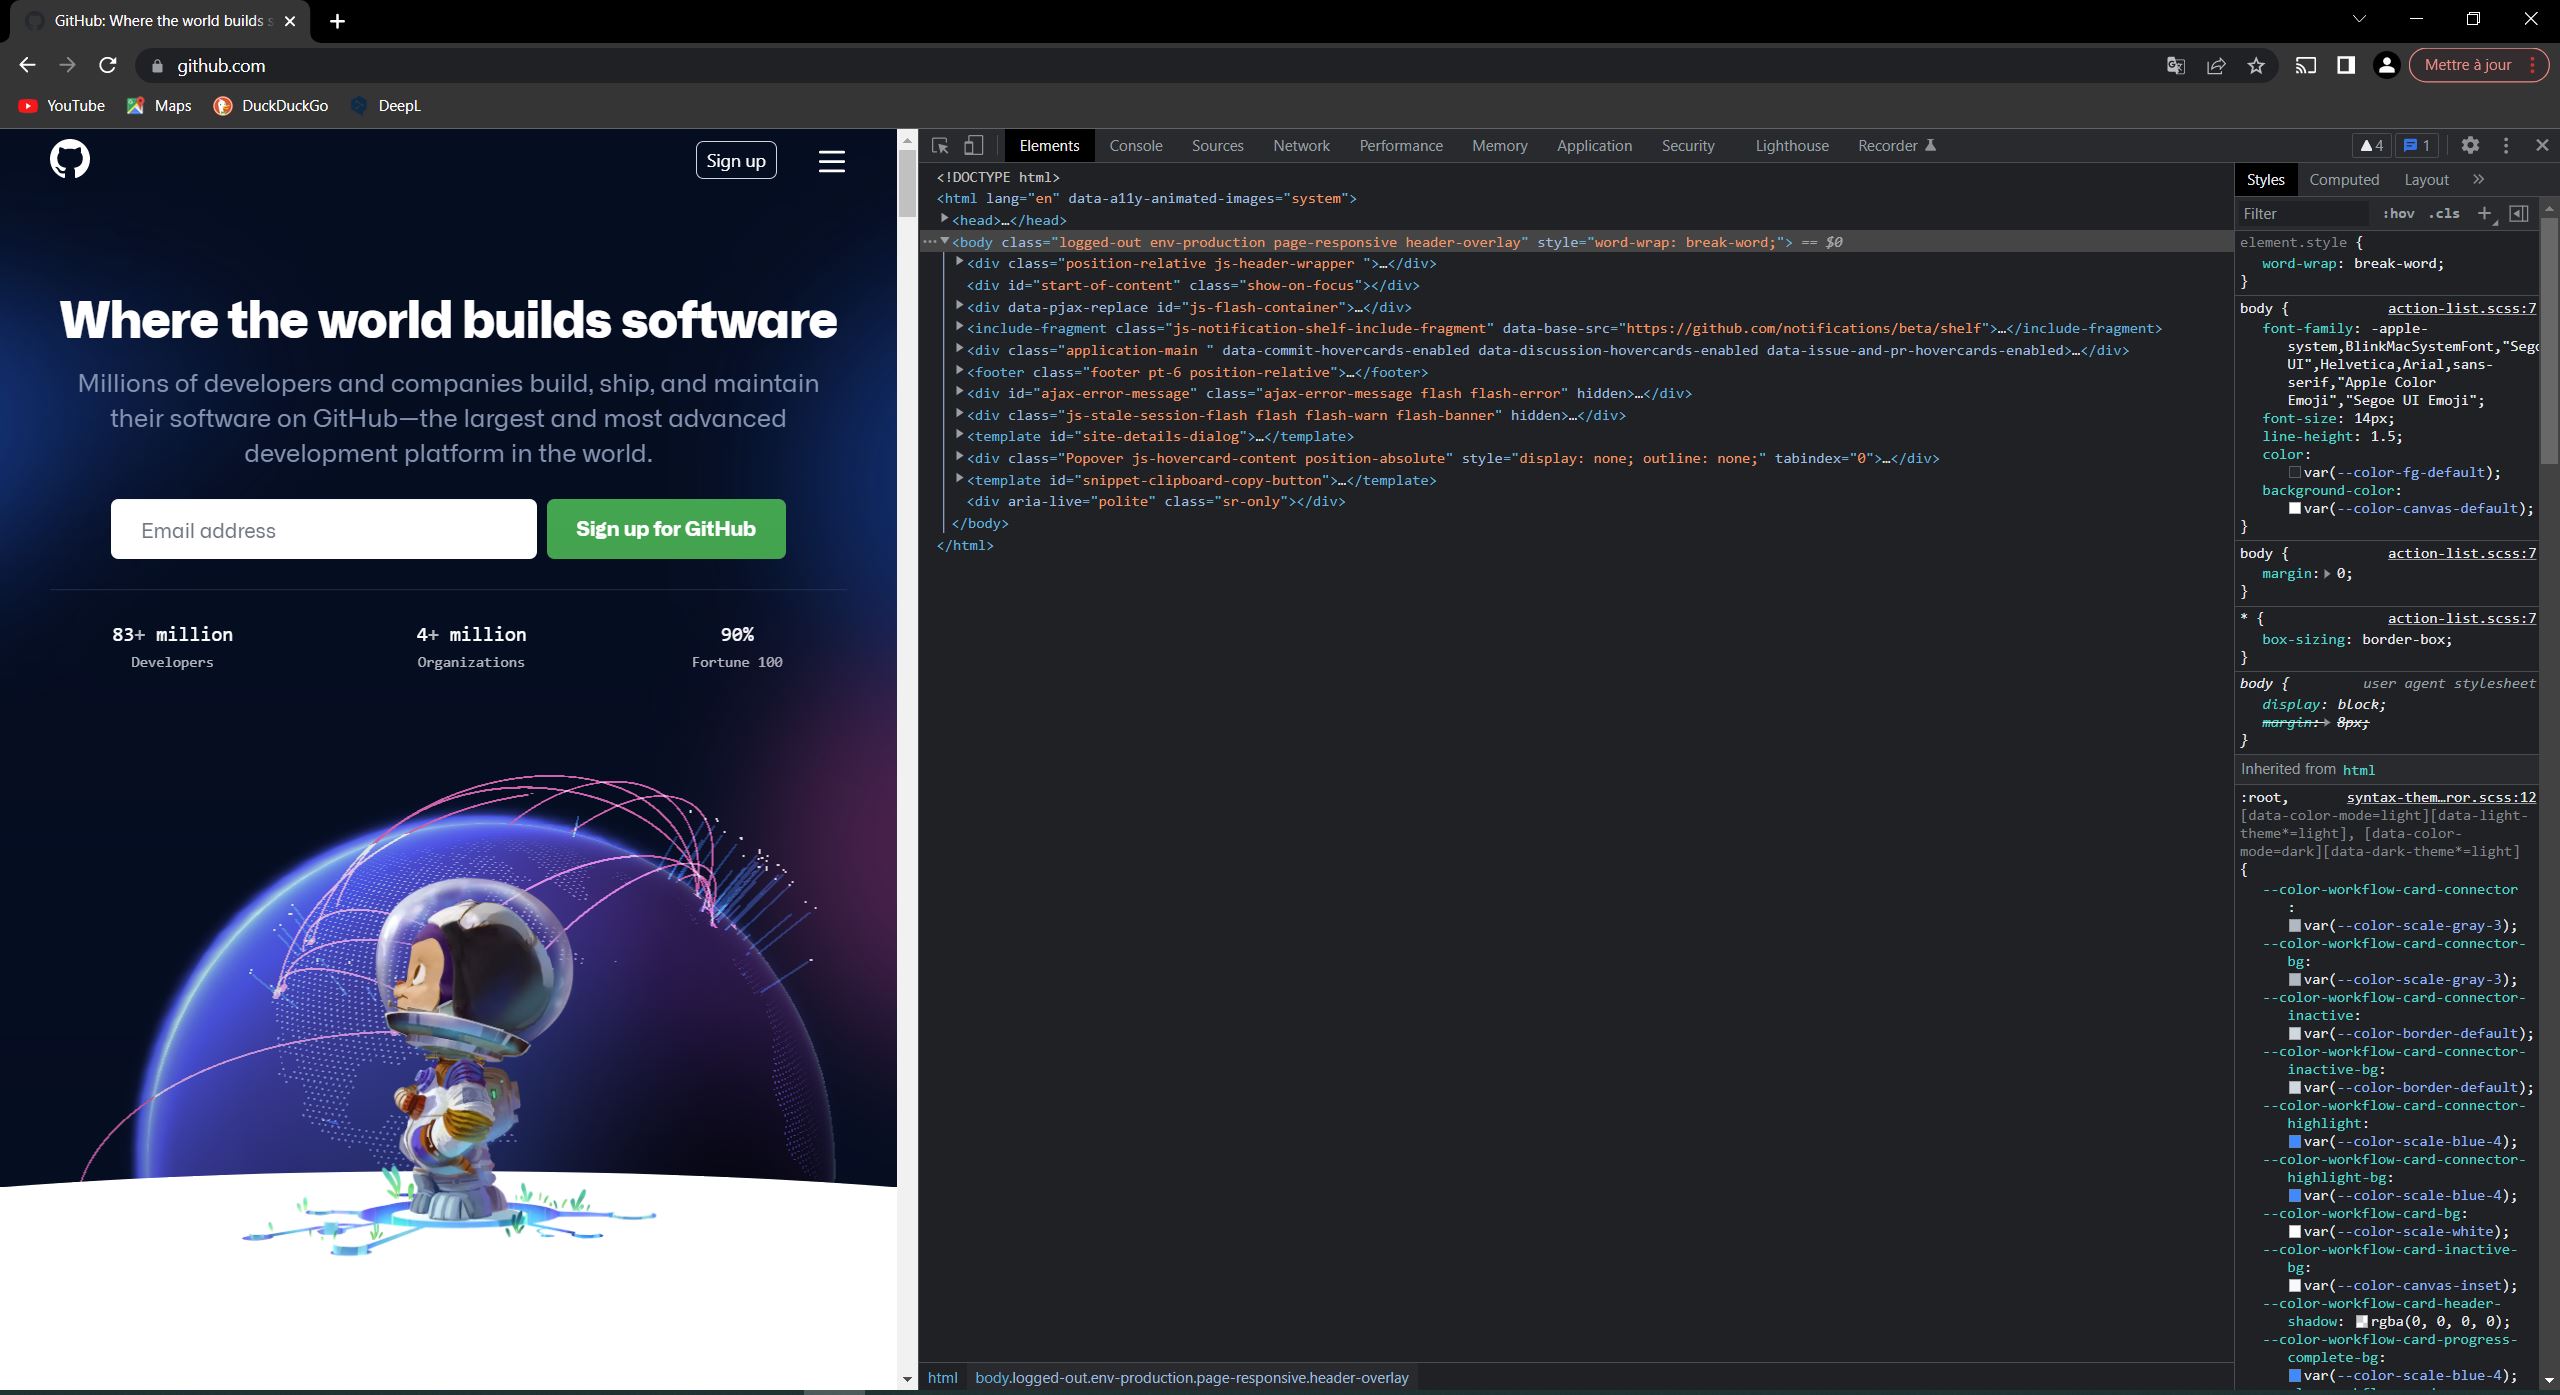 GitHub: Where the world builds s
github.com
Mettre à jour
YouTube Maps DuckDuckGo DeepL
Sign up
Where the world builds software
Millions of developers and companies build, ship, and maintain
their software on GitHub—the largest and most advanced
development platform in the world.
Email address
Sign up for GitHub
83+ million 4+ million 90%
Developers Organizations Fortune 100
Elements Console Sources Network Performance Memory Application Security Lighthouse Recorder 4 1
<!DOCTYPE html>
<html lang="en" data-a11y-animated-images="system">
<head>…</head>
<body class="logged-out env-production page-responsive header-overlay" style="word-wrap: break-word;"> == $0
<div class="position-relative js-header-wrapper ">…</div>
<div id="start-of-content" class="show-on-focus"></div>
<div data-pjax-replace id="js-flash-container">…</div>
<include-fragment class="js-notification-shelf-include-fragment" data-base-src="https://github.com/notifications/beta/shelf">…</include-fragment>
<div class="application-main " data-commit-hovercards-enabled data-discussion-hovercards-enabled data-issue-and-pr-hovercards-enabled>…</div>
<footer class="footer pt-6 position-relative">…</footer>
<div id="ajax-error-message" class="ajax-error-message flash flash-error" hidden>…</div>
<div class="js-stale-session-flash flash flash-warn flash-banner" hidden>…</div>
<template id="site-details-dialog">…</template>
<div class="Popover js-hovercard-content position-absolute" style="display: none; outline: none;" tabindex="0">…</div>
<template id="snippet-clipboard-copy-button">…</template>
<div aria-live="polite" class="sr-only"></div>
</body>
</html>
html body.logged-out.env-production.page-responsive.header-overlay
Styles Computed Layout »
Filter :hov .cls +
element.style {
word-wrap: break-word;
}
body { action-list.scss:7
font-family: -apple-
system,BlinkMacSystemFont,"Sego
UI",Helvetica,Arial,sans-
serif,"Apple Color
Emoji","Segoe UI Emoji";
font-size: 14px;
line-height: 1.5;
color:
var(--color-fg-default);
background-color:
var(--color-canvas-default);
}
body { action-list.scss:7
margin: 0;
}
* { action-list.scss:7
box-sizing: border-box;
}
body { user agent stylesheet
display: block;
margin: 8px;
}
Inherited from html
:root, syntax-them…ror.scss:12
[data-color-mode=light][data-light-
theme*=light], [data-color-
mode=dark][data-dark-theme*=light]
{
--color-workflow-card-connector
:
var(--color-scale-gray-3);
--color-workflow-card-connector-
bg:
var(--color-scale-gray-3);
--color-workflow-card-connector-
inactive:
var(--color-border-default);
--color-workflow-card-connector-
inactive-bg:
var(--color-border-default);
--color-workflow-card-connector-
highlight:
var(--color-scale-blue-4);
--color-workflow-card-connector-
highlight-bg:
var(--color-scale-blue-4);
--color-workflow-card-bg:
var(--color-scale-white);
--color-workflow-card-inactive-
bg:
var(--color-canvas-inset);
--color-workflow-card-header-
shadow: rgba(0, 0, 0, 0);
--color-workflow-card-progress-
complete-bg:
var(--color-scale-blue-4);